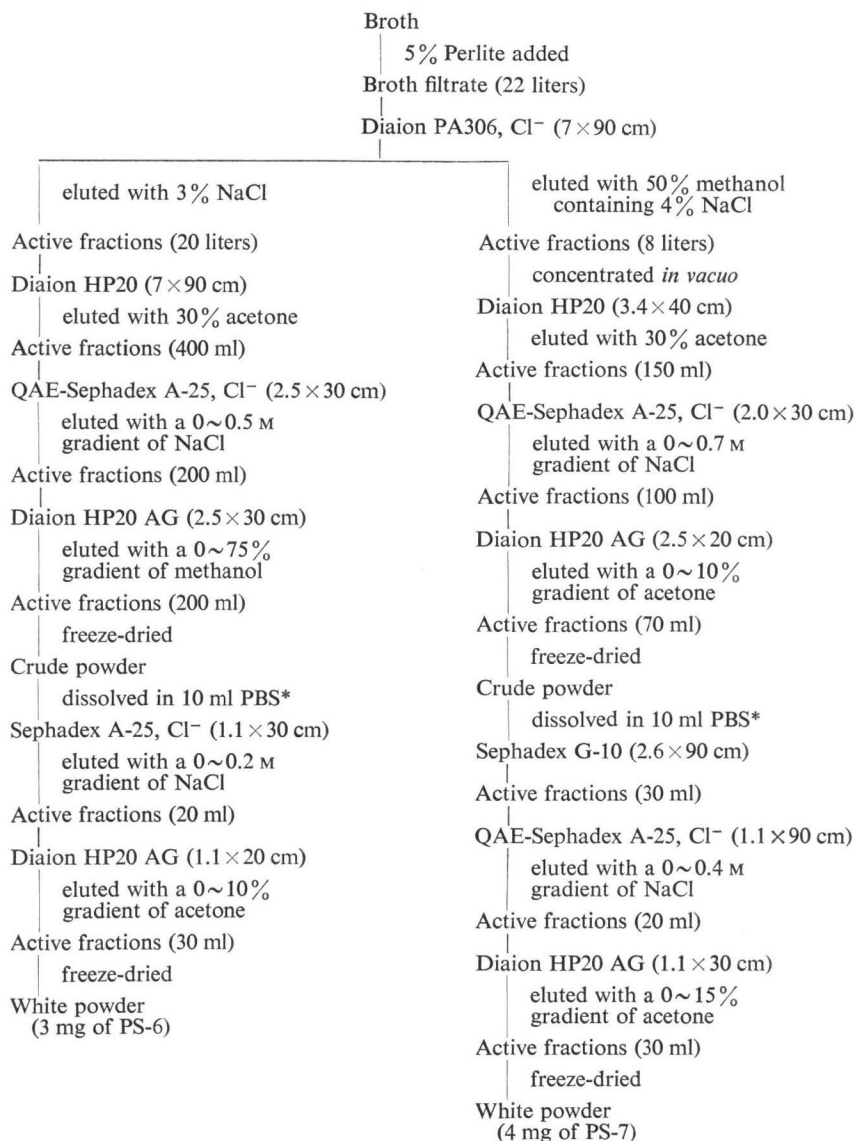 Broth
5% Perlite added
Broth filtrate (22 liters)
Diaion PA306, Cl⁻ (7×90 cm)
eluted with 3% NaCl
Active fractions (20 liters)
Diaion HP20 (7×90 cm)
eluted with 30% acetone
Active fractions (400 ml)
QAE-Sephadex A-25, Cl⁻ (2.5×30 cm)
eluted with a 0~0.5 M
gradient of NaCl
Active fractions (200 ml)
Diaion HP20 AG (2.5×30 cm)
eluted with a 0~75%
gradient of methanol
Active fractions (200 ml)
freeze-dried
Crude powder
dissolved in 10 ml PBS*
Sephadex A-25, Cl⁻ (1.1×30 cm)
eluted with a 0~0.2 M
gradient of NaCl
Active fractions (20 ml)
Diaion HP20 AG (1.1×20 cm)
eluted with a 0~10%
gradient of acetone
Active fractions (30 ml)
freeze-dried
White powder
(3 mg of PS-6)
eluted with 50% methanol
containing 4% NaCl
Active fractions (8 liters)
concentrated in vacuo
Diaion HP20 (3.4×40 cm)
eluted with 30% acetone
Active fractions (150 ml)
QAE-Sephadex A-25, Cl⁻ (2.0×30 cm)
eluted with a 0~0.7 M
gradient of NaCl
Active fractions (100 ml)
Diaion HP20 AG (2.5×20 cm)
eluted with a 0~10%
gradient of acetone
Active fractions (70 ml)
freeze-dried
Crude powder
dissolved in 10 ml PBS*
Sephadex G-10 (2.6×90 cm)
Active fractions (30 ml)
QAE-Sephadex A-25, Cl⁻ (1.1×90 cm)
eluted with a 0~0.4 M
gradient of NaCl
Active fractions (20 ml)
Diaion HP20 AG (1.1×30 cm)
eluted with a 0~15%
gradient of acetone
Active fractions (30 ml)
freeze-dried
White powder
(4 mg of PS-7)